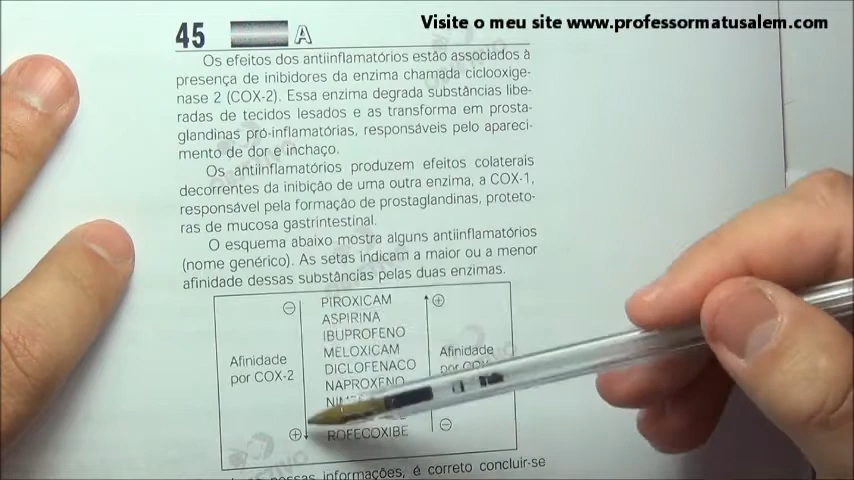 Visite o meu site www.professormatusalem.com
45 A
Os efeitos dos antiinflamatórios estão associados à
presença de inibidores da enzima chamada ciclooxige-
nase 2 (COX-2). Essa enzima degrada substâncias libe-
radas de tecidos lesados e as transforma em prosta-
glandinas pró-inflamatórias, responsáveis pelo apareci-
mento de dor e inchaço.
Os antiinflamatórios produzem efeitos colaterais
decorrentes da inibição de uma outra enzima, a COX-1,
responsável pela formação de prostaglandinas, proteto-
ras de mucosa gastrintestinal.
O esquema abaixo mostra alguns antiinflamatórios
(nome genérico). As setas indicam a maior ou a menor
afinidade dessas substâncias pelas duas enzimas.
⊖ PIROXICAM ⊕
ASPIRINA
IBUPROFENO
MELOXICAM Afinidade
Afinidade DICLOFENACO por
por COX-2 NAPROXENO
⊕ ROFECOXIBE ⊖
informações, é correto concluir-se